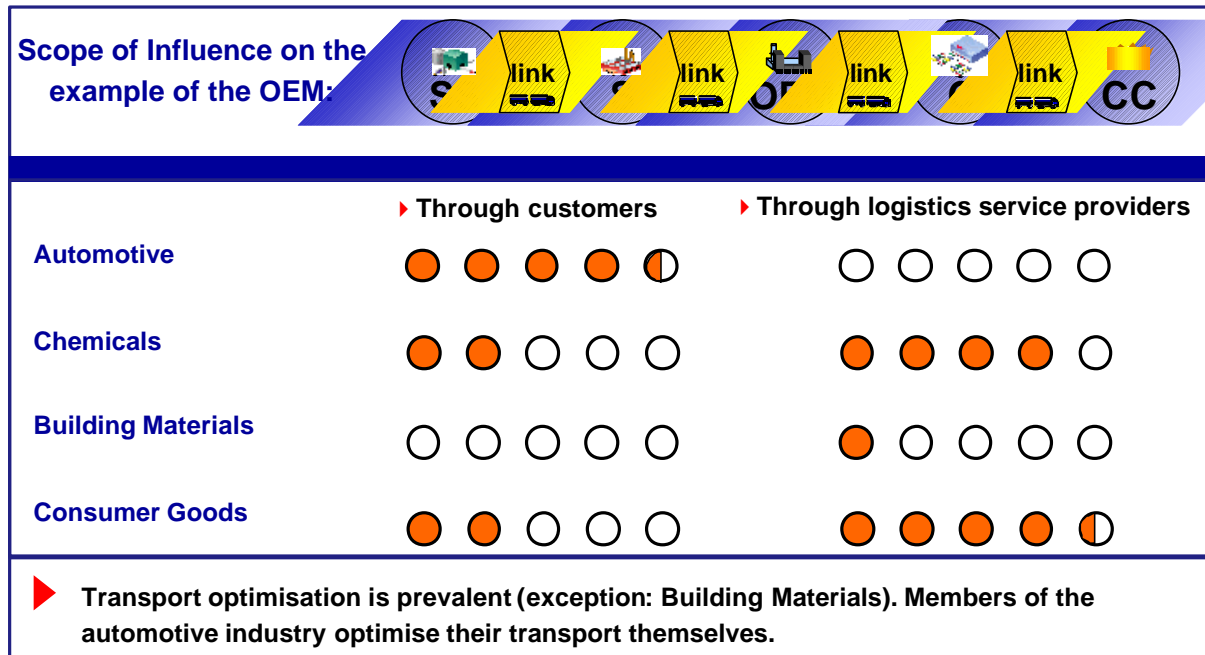 Scope of Influence on the
example of the OEM:
link
link
link
link
CC
Through customers
Through logistics service providers
Automotive
Chemicals
Building Materials
Consumer Goods
Transport optimisation is prevalent (exception: Building Materials). Members of the
automotive industry optimise their transport themselves.